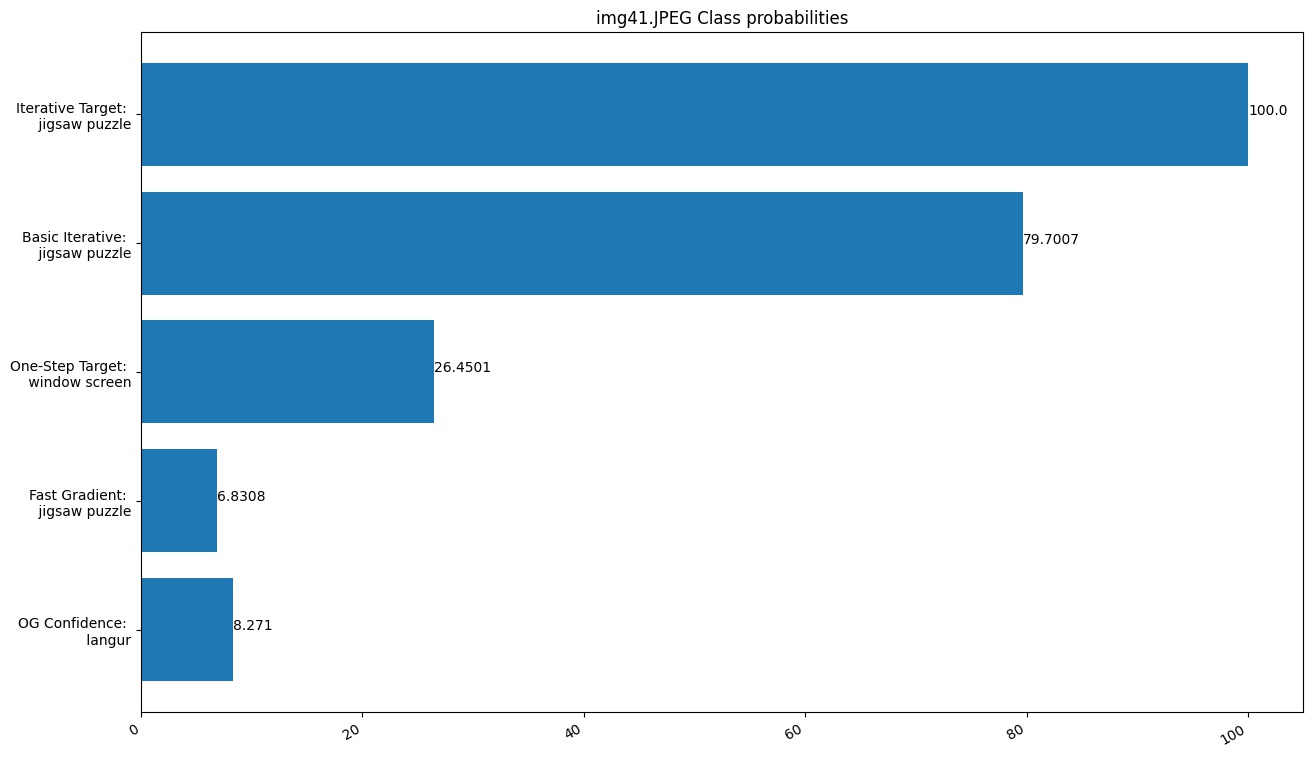 img41.JPEG Class probabilities
Iterative Target:
jigsaw puzzle
100.0
Basic Iterative:
jigsaw puzzle
79.7007
One-Step Target:
window screen
26.4501
Fast Gradient:
jigsaw puzzle
6.8308
OG Confidence:
langur
8.271
0
20
40
60
80
100